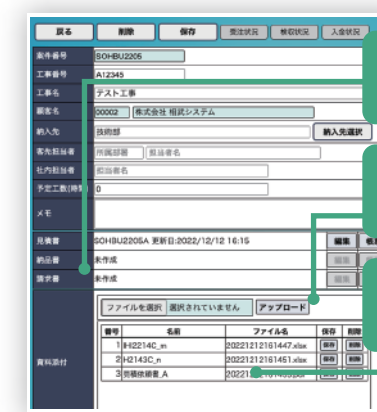 戻る 削除 保存 受注状況 検収状況 入金状況
案件番号 SOHBU2205
工事番号 A12345
工事名 テスト工事
顧客名 00002 株式会社 相武システム
納入先 技術部 納入先選択
客先担当者 所属部署 担当者名
社内担当者 担当者名
予定工数(時間) 0
メモ
見積書 SOHBU2205A 更新日:2022/12/12 16:15 編集
納品書 未作成 編集
請求書 未作成 編集
資料添付
ファイルを選択 選択されていません アップロード
番号 名前 ファイル名 保存 削除
1 IH2214C_m 20221212161447.xlsx 保存 削除
2 H2143C_n 20221212161451.xlsx 保存 削除
3 見積依頼書_A 保存 削除